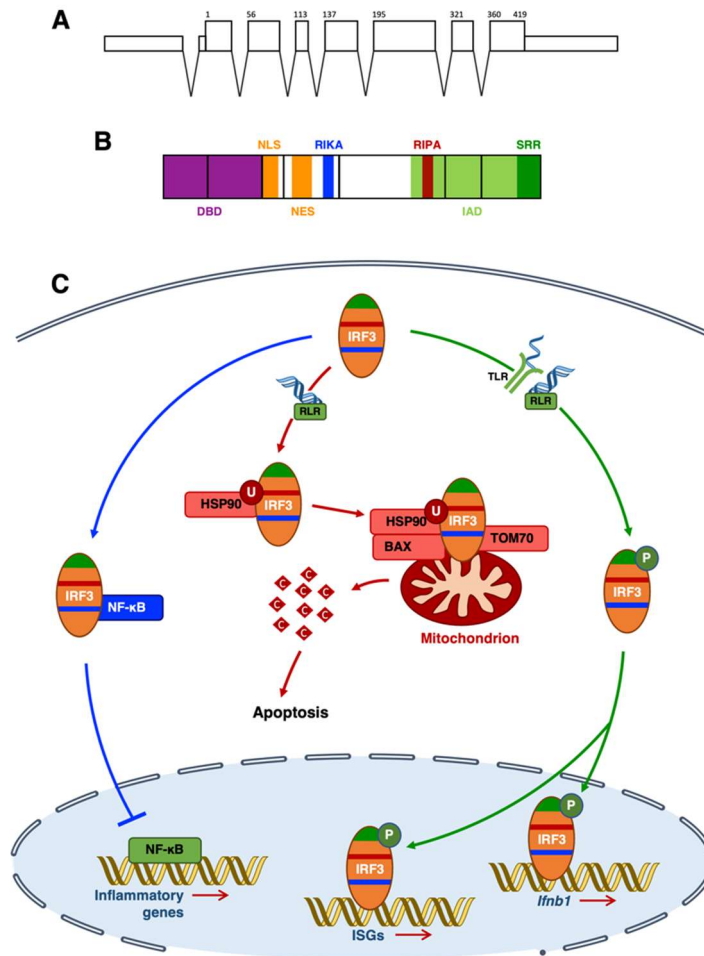 A
1 56 113 137 195 321 360 419
B
NLS RIKA RIPA SRR
DBD NES IAD
C
IRF3
TLR
RLR
RLR
U
HSP90 IRF3
U
HSP90 IRF3
BAX TOM70
P
IRF3
IRF3
NF-κB
C
C C
C C
C C
C C
Mitochondrion
Apoptosis
P
IRF3
P
IRF3
NF-κB
Inflammatory
genes
ISGs
Ifnb1